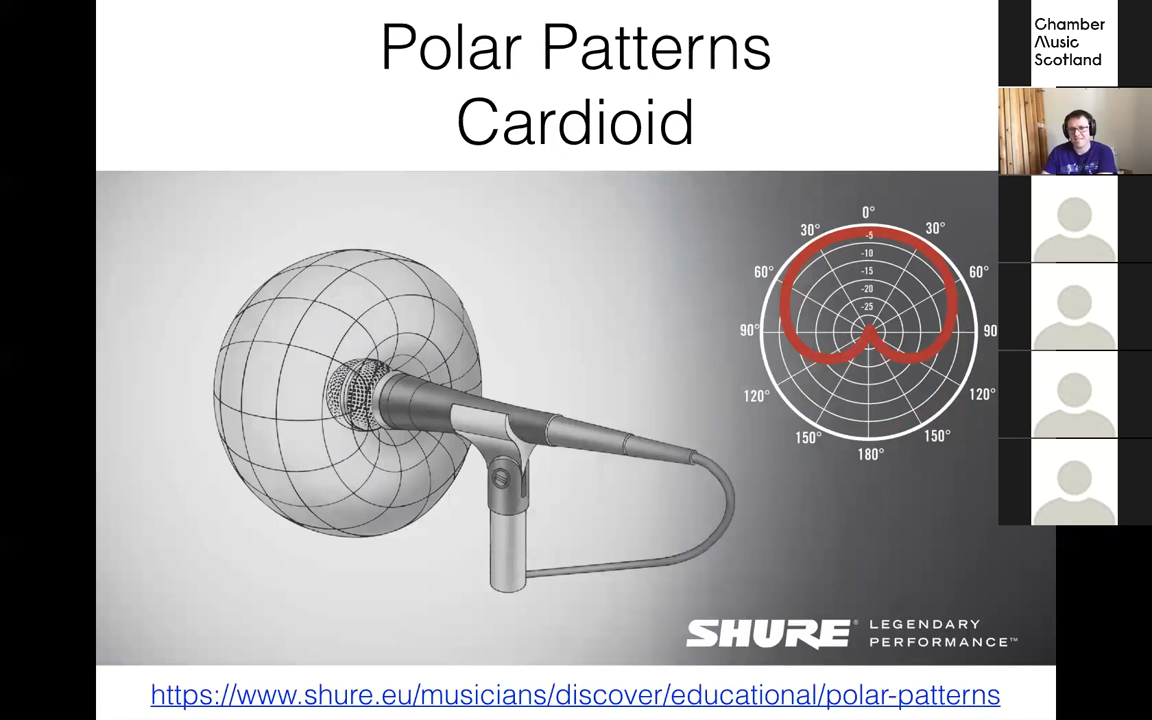 Polar Patterns
Cardioid
Chamber
Music
Scotland
0°
30°
30°
60°
60°
90°
90
120°
120°
150°
150°
180°
-5
-10
-15
-20
-25
SHURE® LEGENDARY
PERFORMANCE™
https://www.shure.eu/musicians/discover/educational/polar-patterns